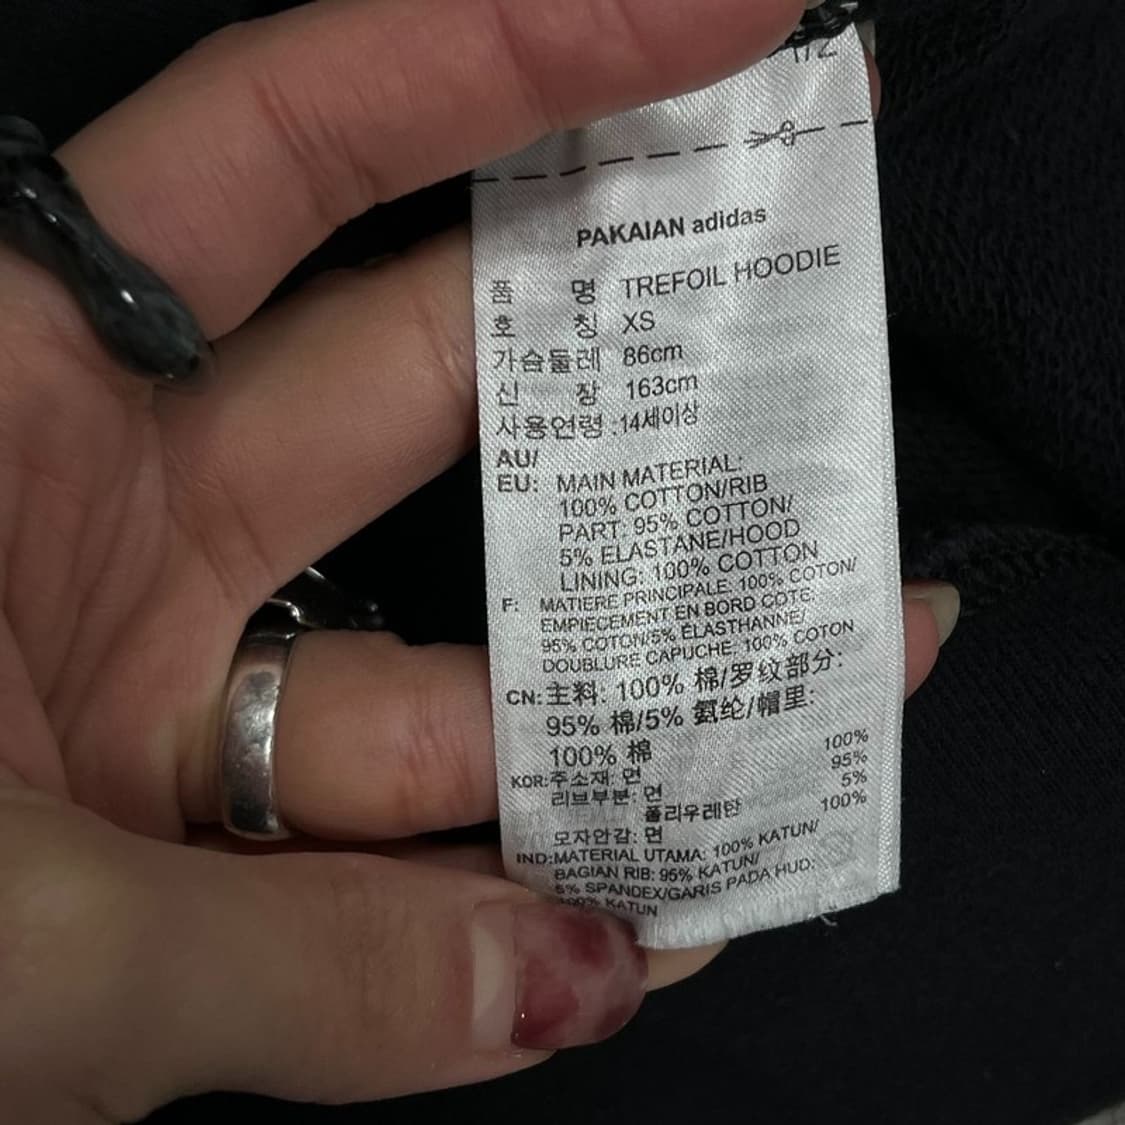 1/2
PAKAIAN adidas
품 명 TREFOIL HOODIE
호 칭 XS
가슴둘레 86cm
신 장 163cm
사용연령 :14세이상
AU/
EU: MAIN MATERIAL:
100% COTTON/RIB
PART: 95% COTTON/
5% ELASTANE/HOOD
LINING: 100% COTTON
F: MATIERE PRINCIPALE: 100% COTON/
EMPIECEMENT EN BORD COTE:
95% COTON/5% ÉLASTHANNE/
DOUBLURE CAPUCHE: 100% COTON
CN: 主料: 100% 棉/罗纹部分:
95% 棉/5% 氨纶/帽里:
100% 棉
KOR:주소재: 면 100%
리브부분: 면 95%
폴리우레탄 5%
모자안감: 면 100%
IND:MATERIAL UTAMA: 100% KATUN/
BAGIAN RIB: 95% KATUN/
5% SPANDEX/GARIS PADA HUD:
100% KATUN